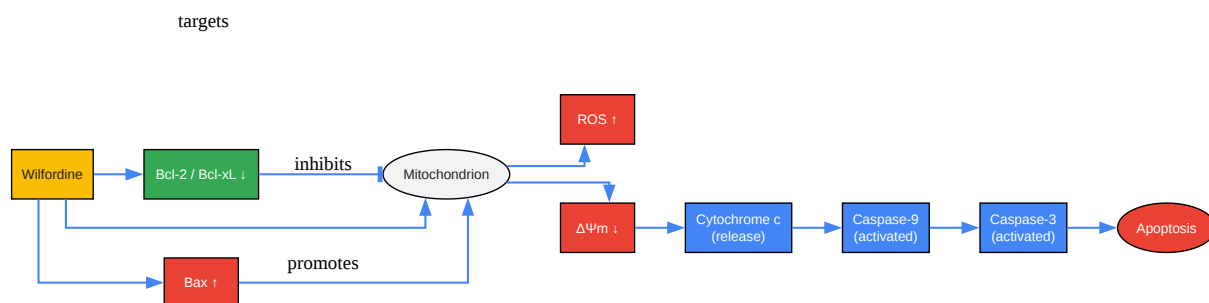 targets
ROS ↑
Wilfordine
Bcl-2 / Bcl-xL ↓
inhibits
Mitochondrion
ΔΨm ↓
Cytochrome c
(release)
Caspase-9
(activated)
Caspase-3
(activated)
Apoptosis
promotes
Bax ↑